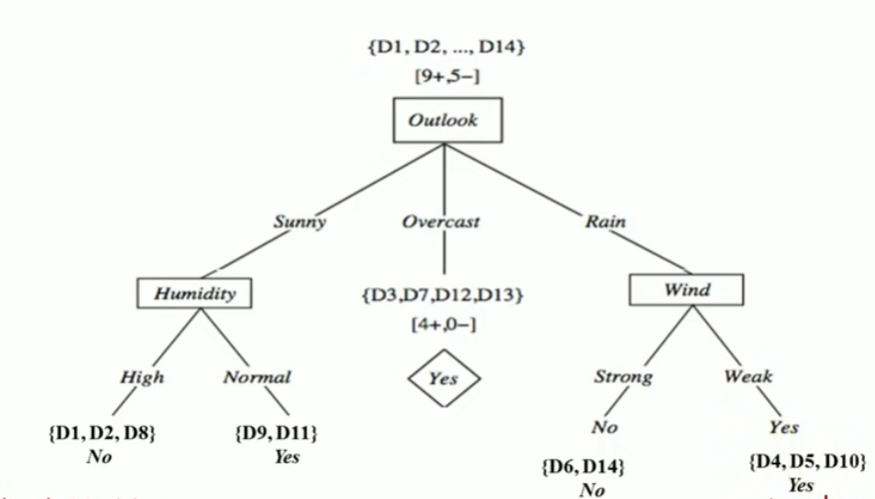 {D1, D2, ..., D14}
[9+,5−]
Outlook
Sunny
Overcast
Rain
Humidity
{D3,D7,D12,D13}
[4+,0−]
Wind
High
Normal
Yes
Strong
Weak
{D1, D2, D8}
No
{D9, D11}
Yes
No
Yes
{D6, D14}
No
{D4, D5, D10}
Yes